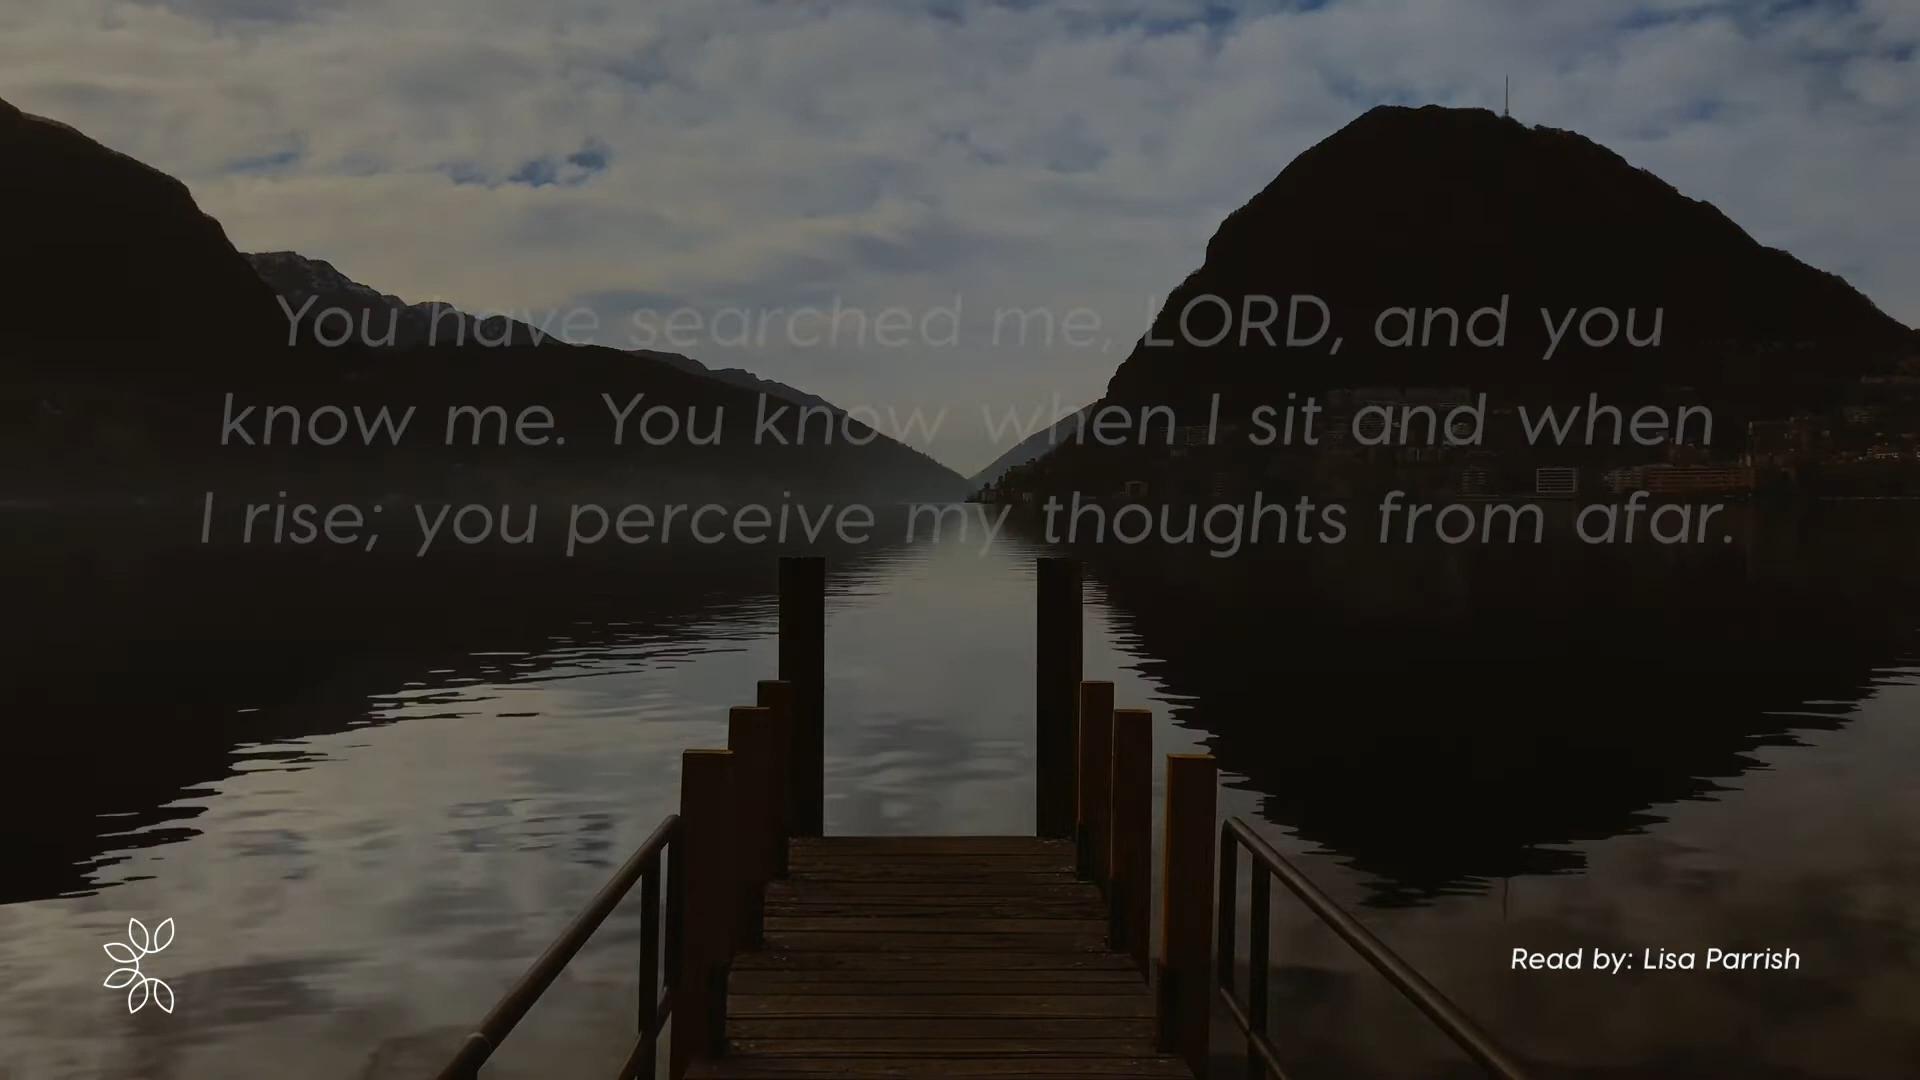 You have searched me, LORD, and you
know me. You know when I sit and when
I rise; you perceive my thoughts from afar.
Read by: Lisa Parrish